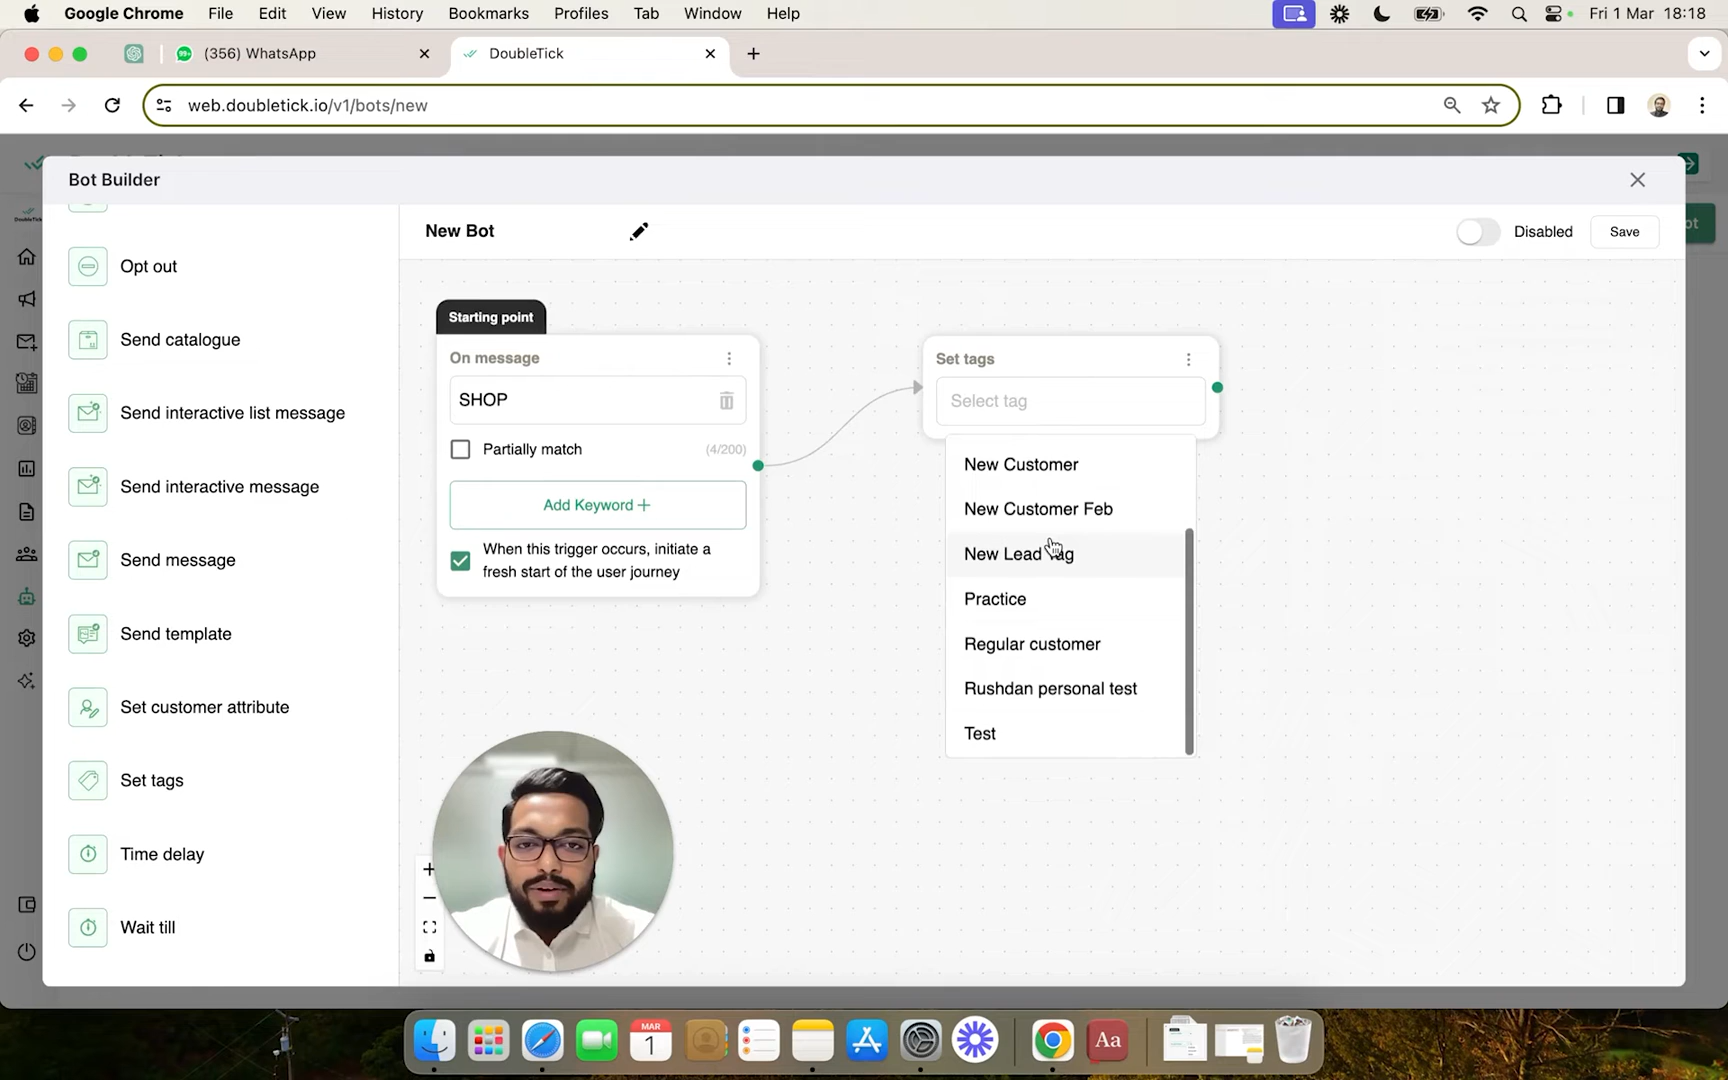 Google Chrome File Edit View History Bookmarks Profiles Tab Window Help Fri 1 Mar 18:18
99+ (356) WhatsApp DoubleTick
web.doubletick.io/v1/bots/new
Bot Builder
New Bot
Disabled
Save
Opt out
Send catalogue
Send interactive list message
Send interactive message
Send message
Send template
Set customer attribute
Set tags
Time delay
Wait till
Starting point
On message
SHOP
Partially match (4/200)
Add Keyword +
When this trigger occurs, initiate a
fresh start of the user journey
Set tags
Select tag
New Customer
New Customer Feb
New Lead Tag
Practice
Regular customer
Rushdan personal test
Test
MAR
1
Aa